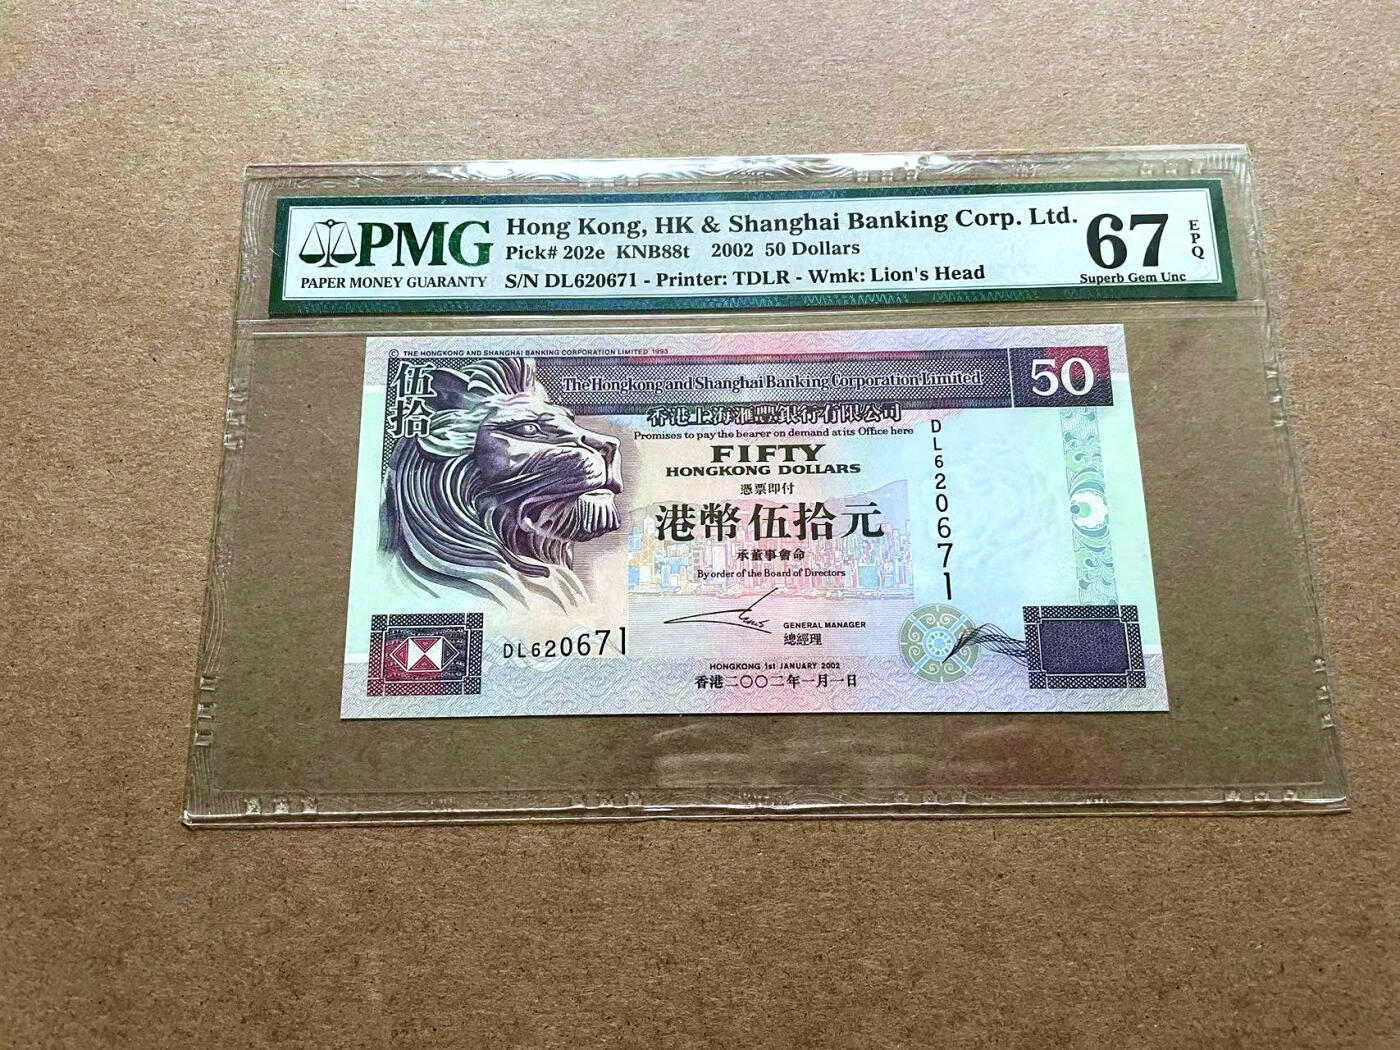 PMG
PAPER MONEY GUARANTY
Hong Kong, HK & Shanghai Banking Corp. Ltd.
Pick# 202e KNB88t 2002 50 Dollars
S/N DL620671 - Printer: TDLR - Wmk: Lion's Head
67
EPQ
Superb Gem Unc
© THE HONGKONG AND SHANGHAI BANKING CORPORATION LIMITED 1993
伍拾
The Hongkong and Shanghai Banking Corporation Limited
50
香港上海滙豐銀行有限公司
Promises to pay the bearer on demand at its Office here
FIFTY
HONGKONG DOLLARS
憑票即付
港幣伍拾元
承董事會命
By order of the Board of Directors
DL620671
GENERAL MANAGER
總經理
DL620671
HONGKONG 1st JANUARY 2002
香港二〇〇二年一月一日